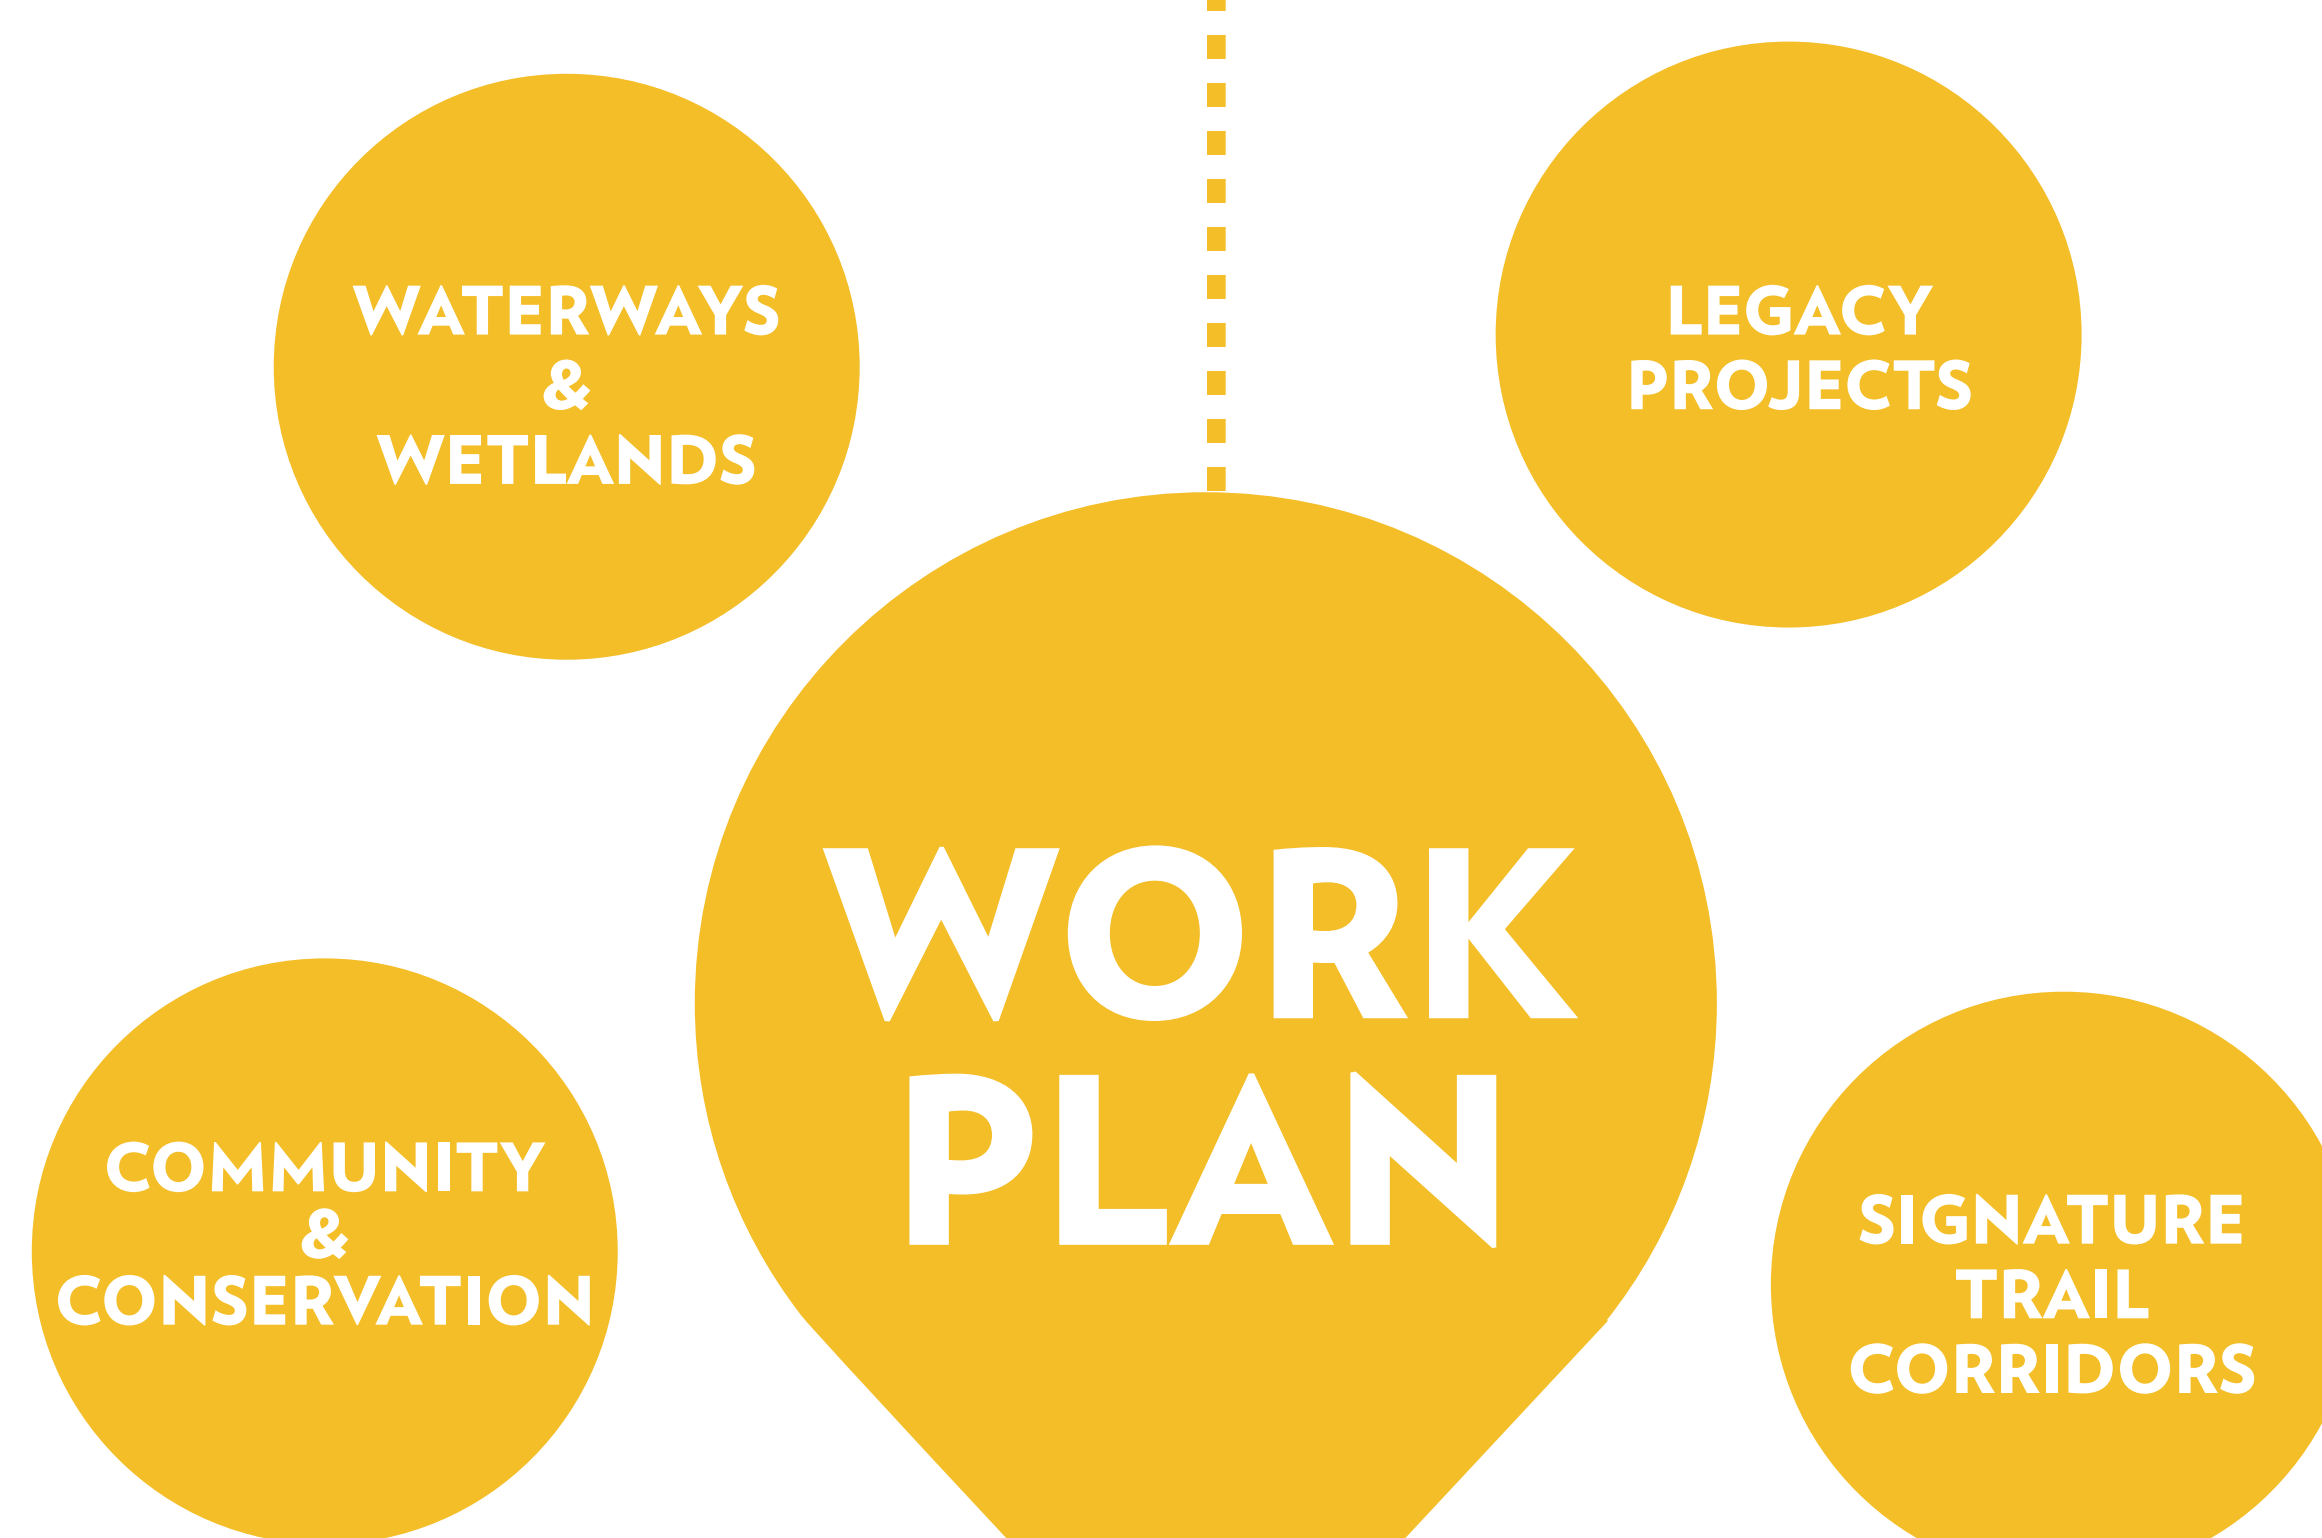 WATERWAYS
&
WETLANDS
LEGACY
PROJECTS
WORK
PLAN
COMMUNITY
&
CONSERVATION
SIGNATURE
TRAIL
CORRIDORS